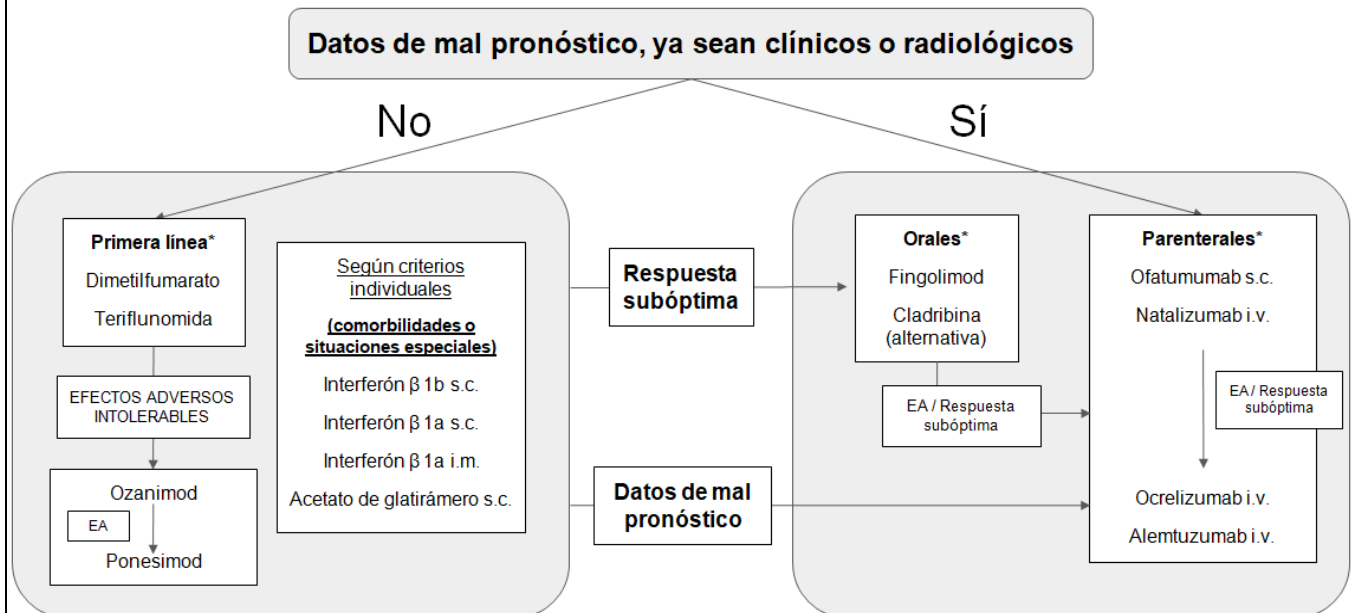 Datos de mal pronóstico, ya sean clínicos o radiológicos
No
Sí
Primera línea*
Dimetilfumarato
Teriflunomida
EFECTOS ADVERSOS
INTOLERABLES
Ozanimod
EA
Ponesimod
Según criterios
individuales
(comorbilidades o
situaciones especiales)
Interferón β 1b s.c.
Interferón β 1a s.c.
Interferón β 1a i.m.
Acetato de glatirámero s.c.
Respuesta
subóptima
Datos de mal
pronóstico
Orales*
Fingolimod
Cladribina
(alternativa)
EA / Respuesta
subóptima
Parenterales*
Ofatumumab s.c.
Natalizumab i.v.
EA / Respuesta
subóptima
Ocrelizumab i.v.
Alemtuzumab i.v.